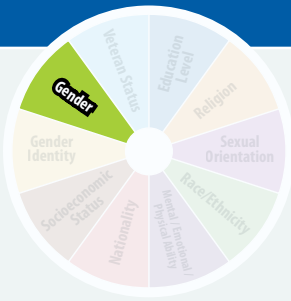 Gender
Veteran Status
Education
Level
Religion
Sexual
Orientation
Race/Ethnicity
Mental / Emotional /
Physical Ability
Nationality
Socioeconomic
Status
Gender
Identity